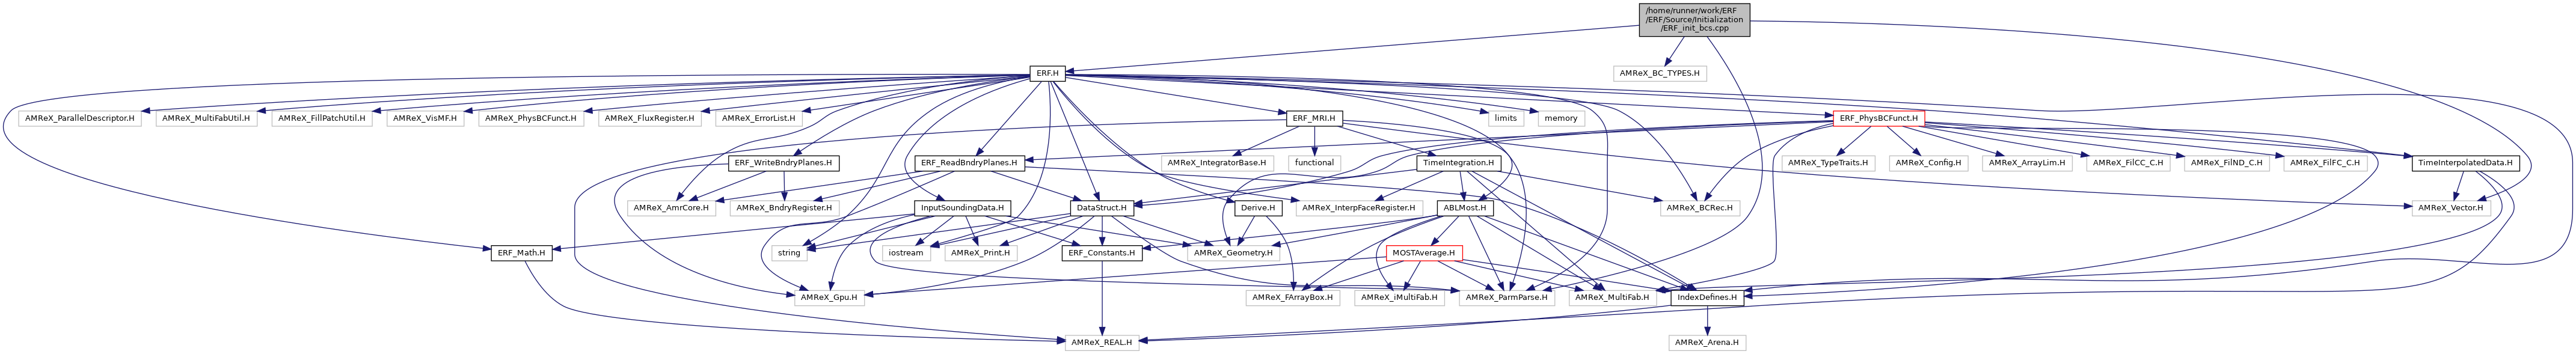 /home/runner/work/ERF
/ERF/Source/Initialization
/ERF_init_bcs.cpp
ERF.H
AMReX_BC_TYPES.H
AMReX_ParallelDescriptor.H
AMReX_MultiFabUtil.H
AMReX_FillPatchUtil.H
AMReX_VisMF.H
AMReX_PhysBCFunct.H
AMReX_FluxRegister.H
AMReX_ErrorList.H
ERF_MRI.H
limits
memory
ERF_PhysBCFunct.H
ERF_WriteBndryPlanes.H
ERF_ReadBndryPlanes.H
AMReX_IntegratorBase.H
functional
TimeIntegration.H
AMReX_TypeTraits.H
AMReX_Config.H
AMReX_ArrayLim.H
AMReX_FilCC_C.H
AMReX_FilND_C.H
AMReX_FilFC_C.H
TimeInterpolatedData.H
AMReX_AmrCore.H
AMReX_BndryRegister.H
InputSoundingData.H
DataStruct.H
Derive.H
AMReX_InterpFaceRegister.H
ABLMost.H
AMReX_BCRec.H
AMReX_Vector.H
ERF_Math.H
string
iostream
AMReX_Print.H
ERF_Constants.H
AMReX_Geometry.H
MOSTAverage.H
AMReX_Gpu.H
AMReX_FArrayBox.H
AMReX_iMultiFab.H
AMReX_ParmParse.H
AMReX_MultiFab.H
IndexDefines.H
AMReX_REAL.H
AMReX_Arena.H